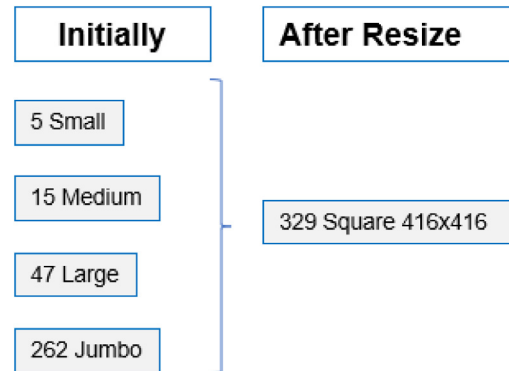 Initially
After Resize
5 Small
15 Medium
47 Large
262 Jumbo
329 Square 416x416